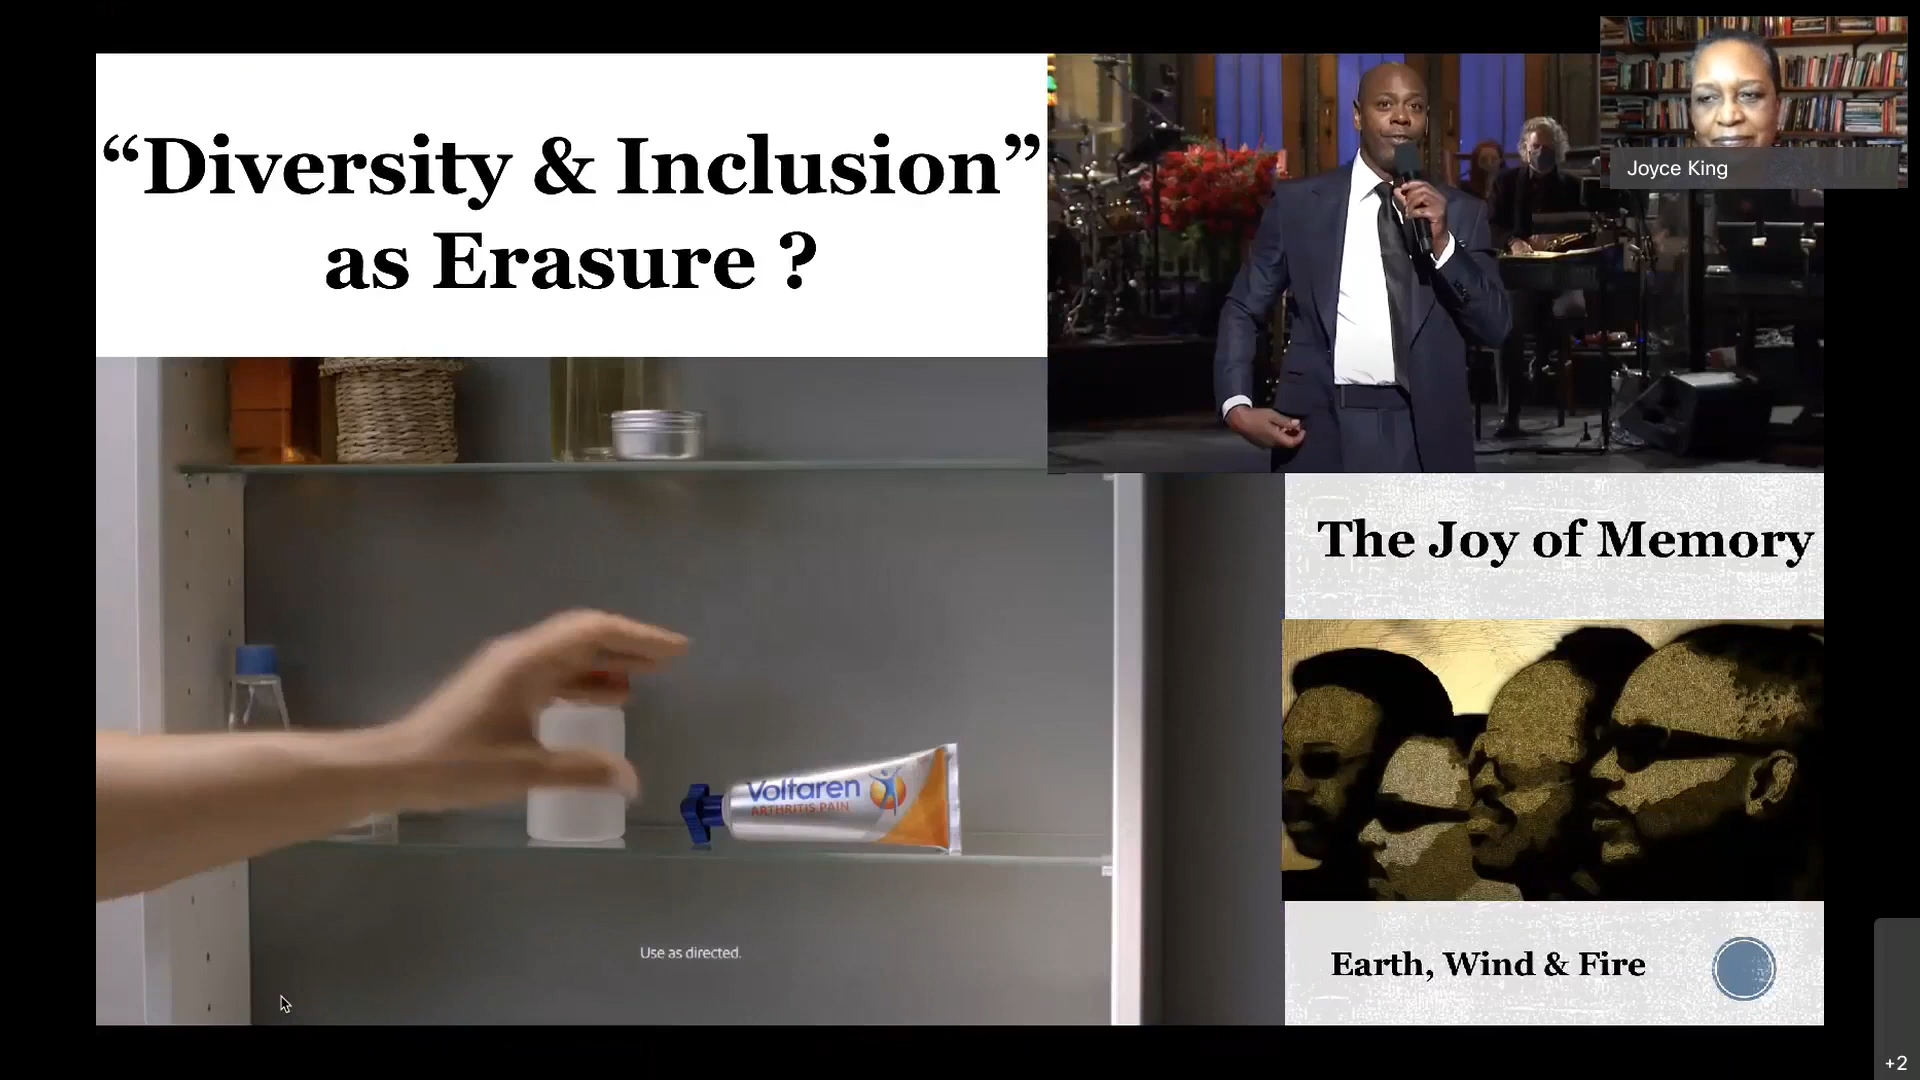 “Diversity & Inclusion”
as Erasure ?
Joyce King
The Joy of Memory
Voltaren
ARTHRITIS PAIN
Use as directed.
Earth, Wind & Fire
+2